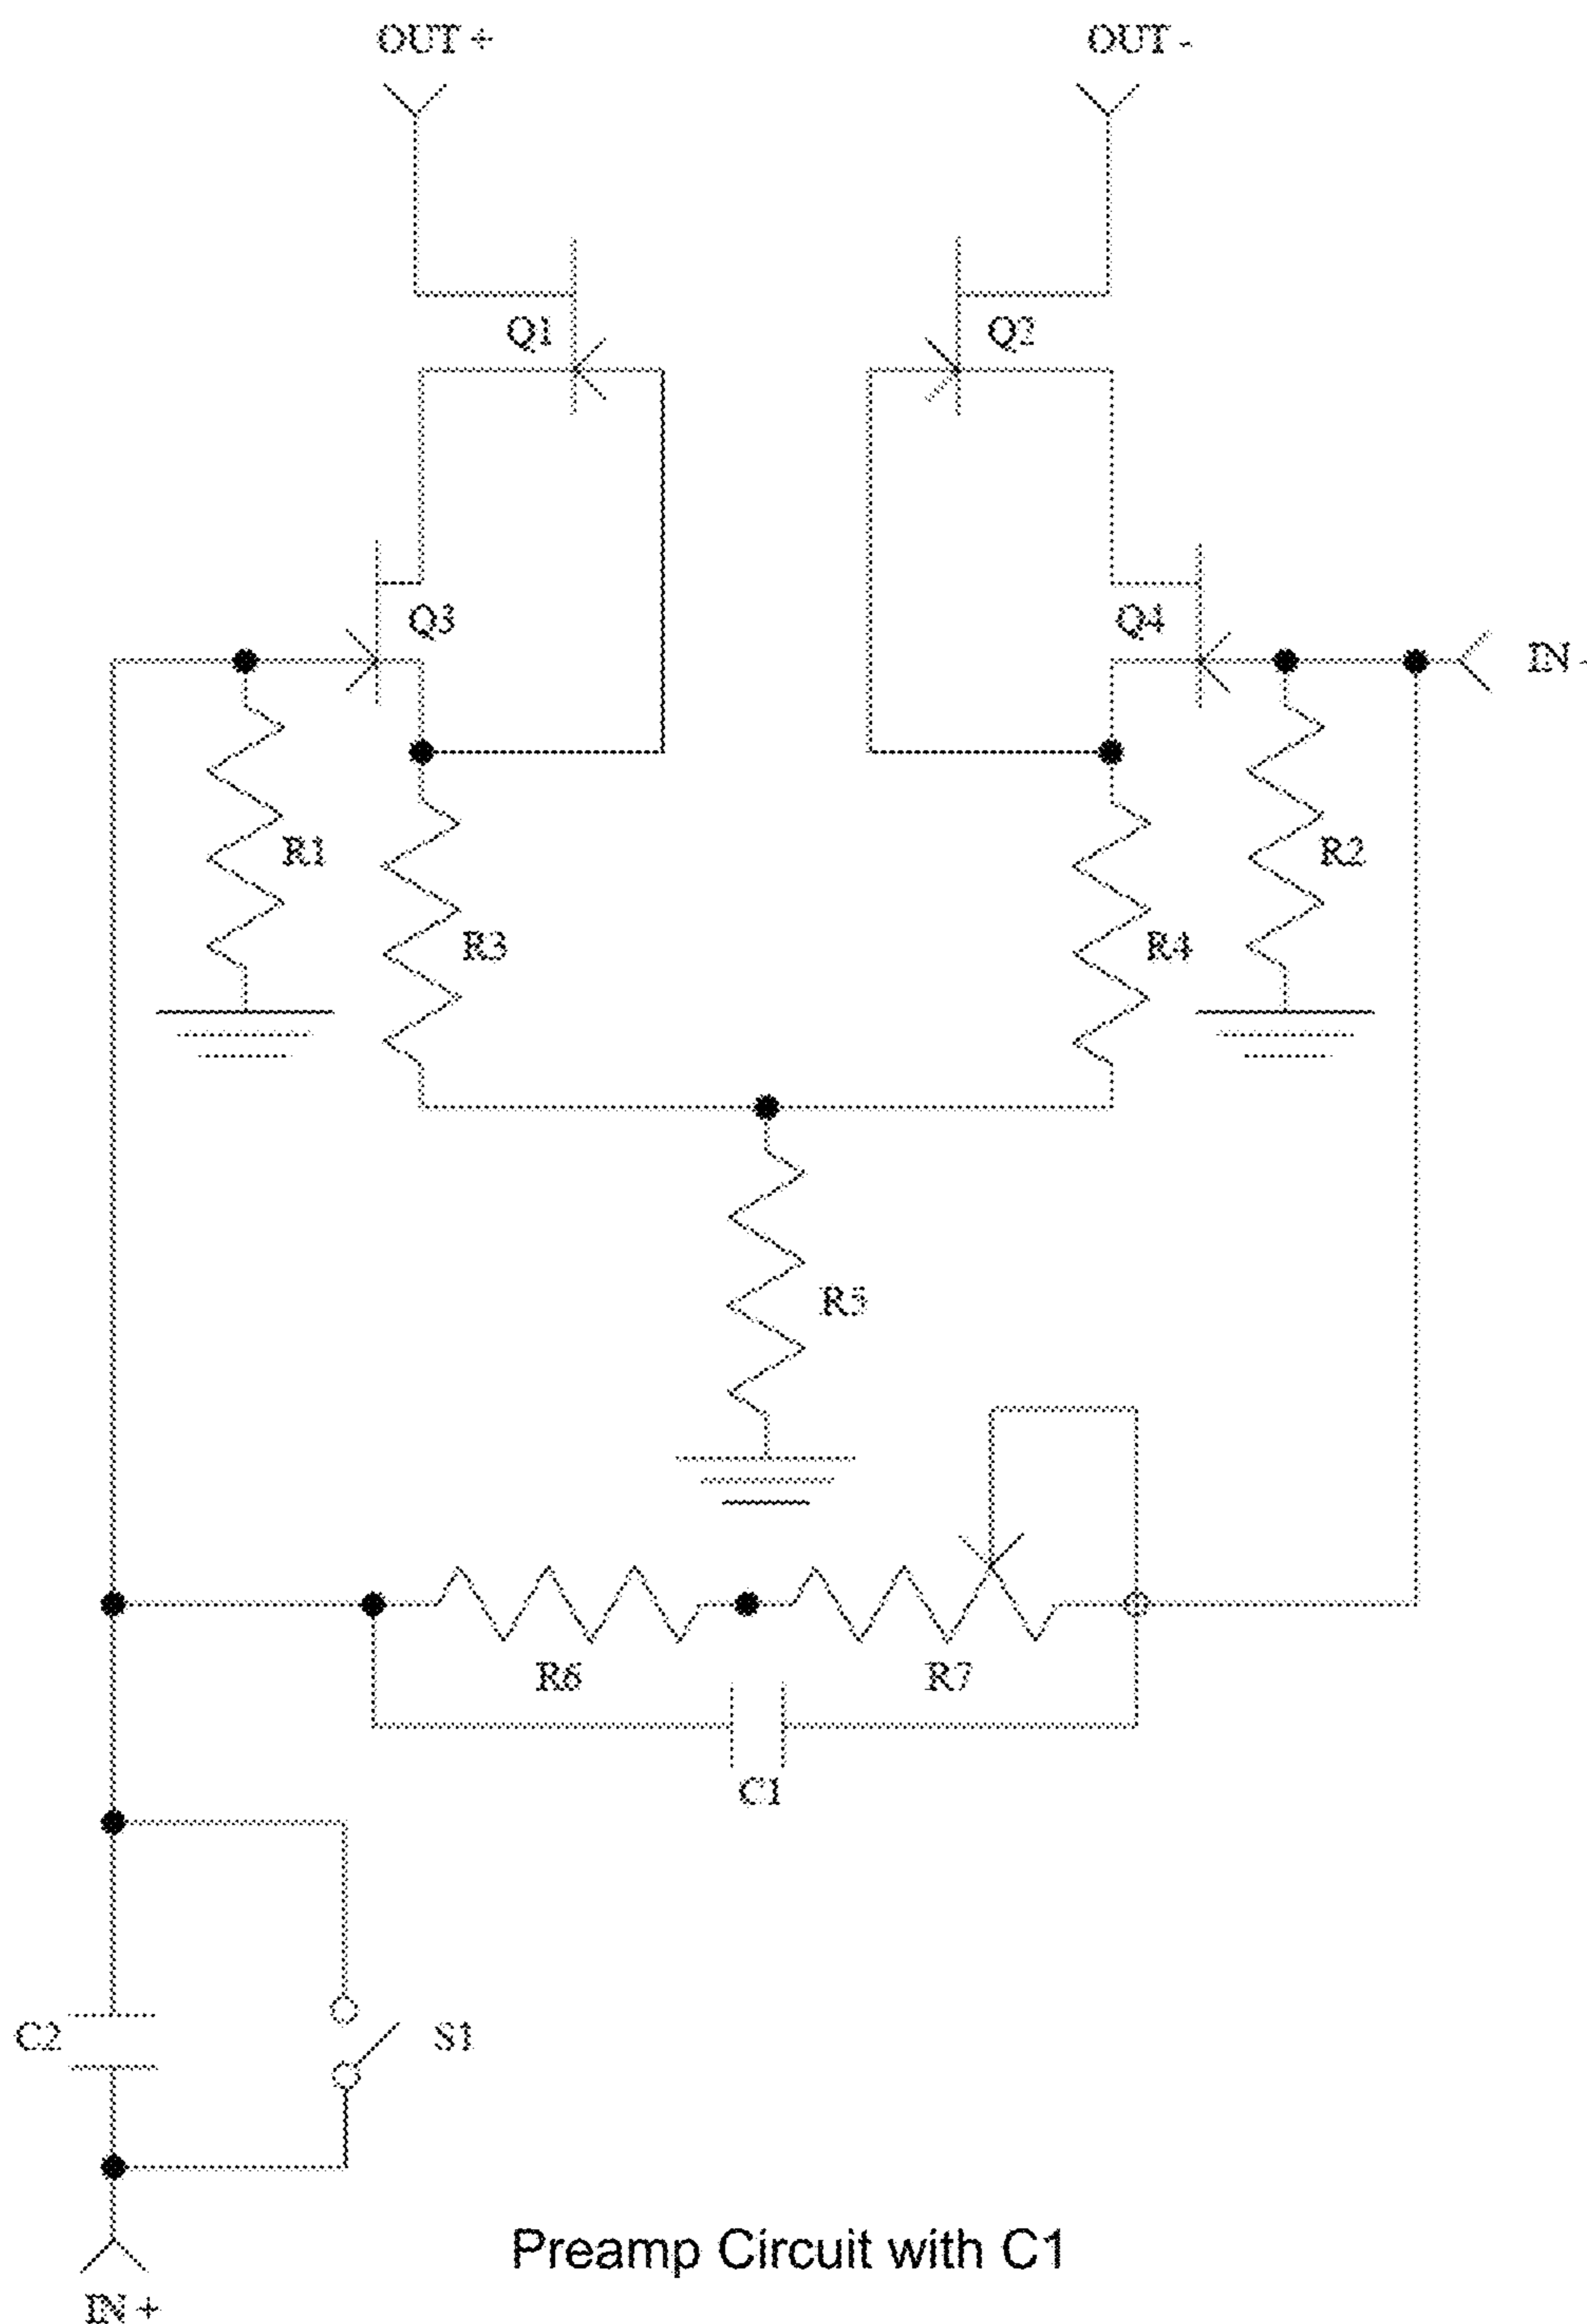 OUT + OUT -
Q1 Q2
Q3 Q4
IN -
R1 R2
R3 R4
R5
R6 R7
C1
C2 S1
Preamp Circuit with C1
IN +